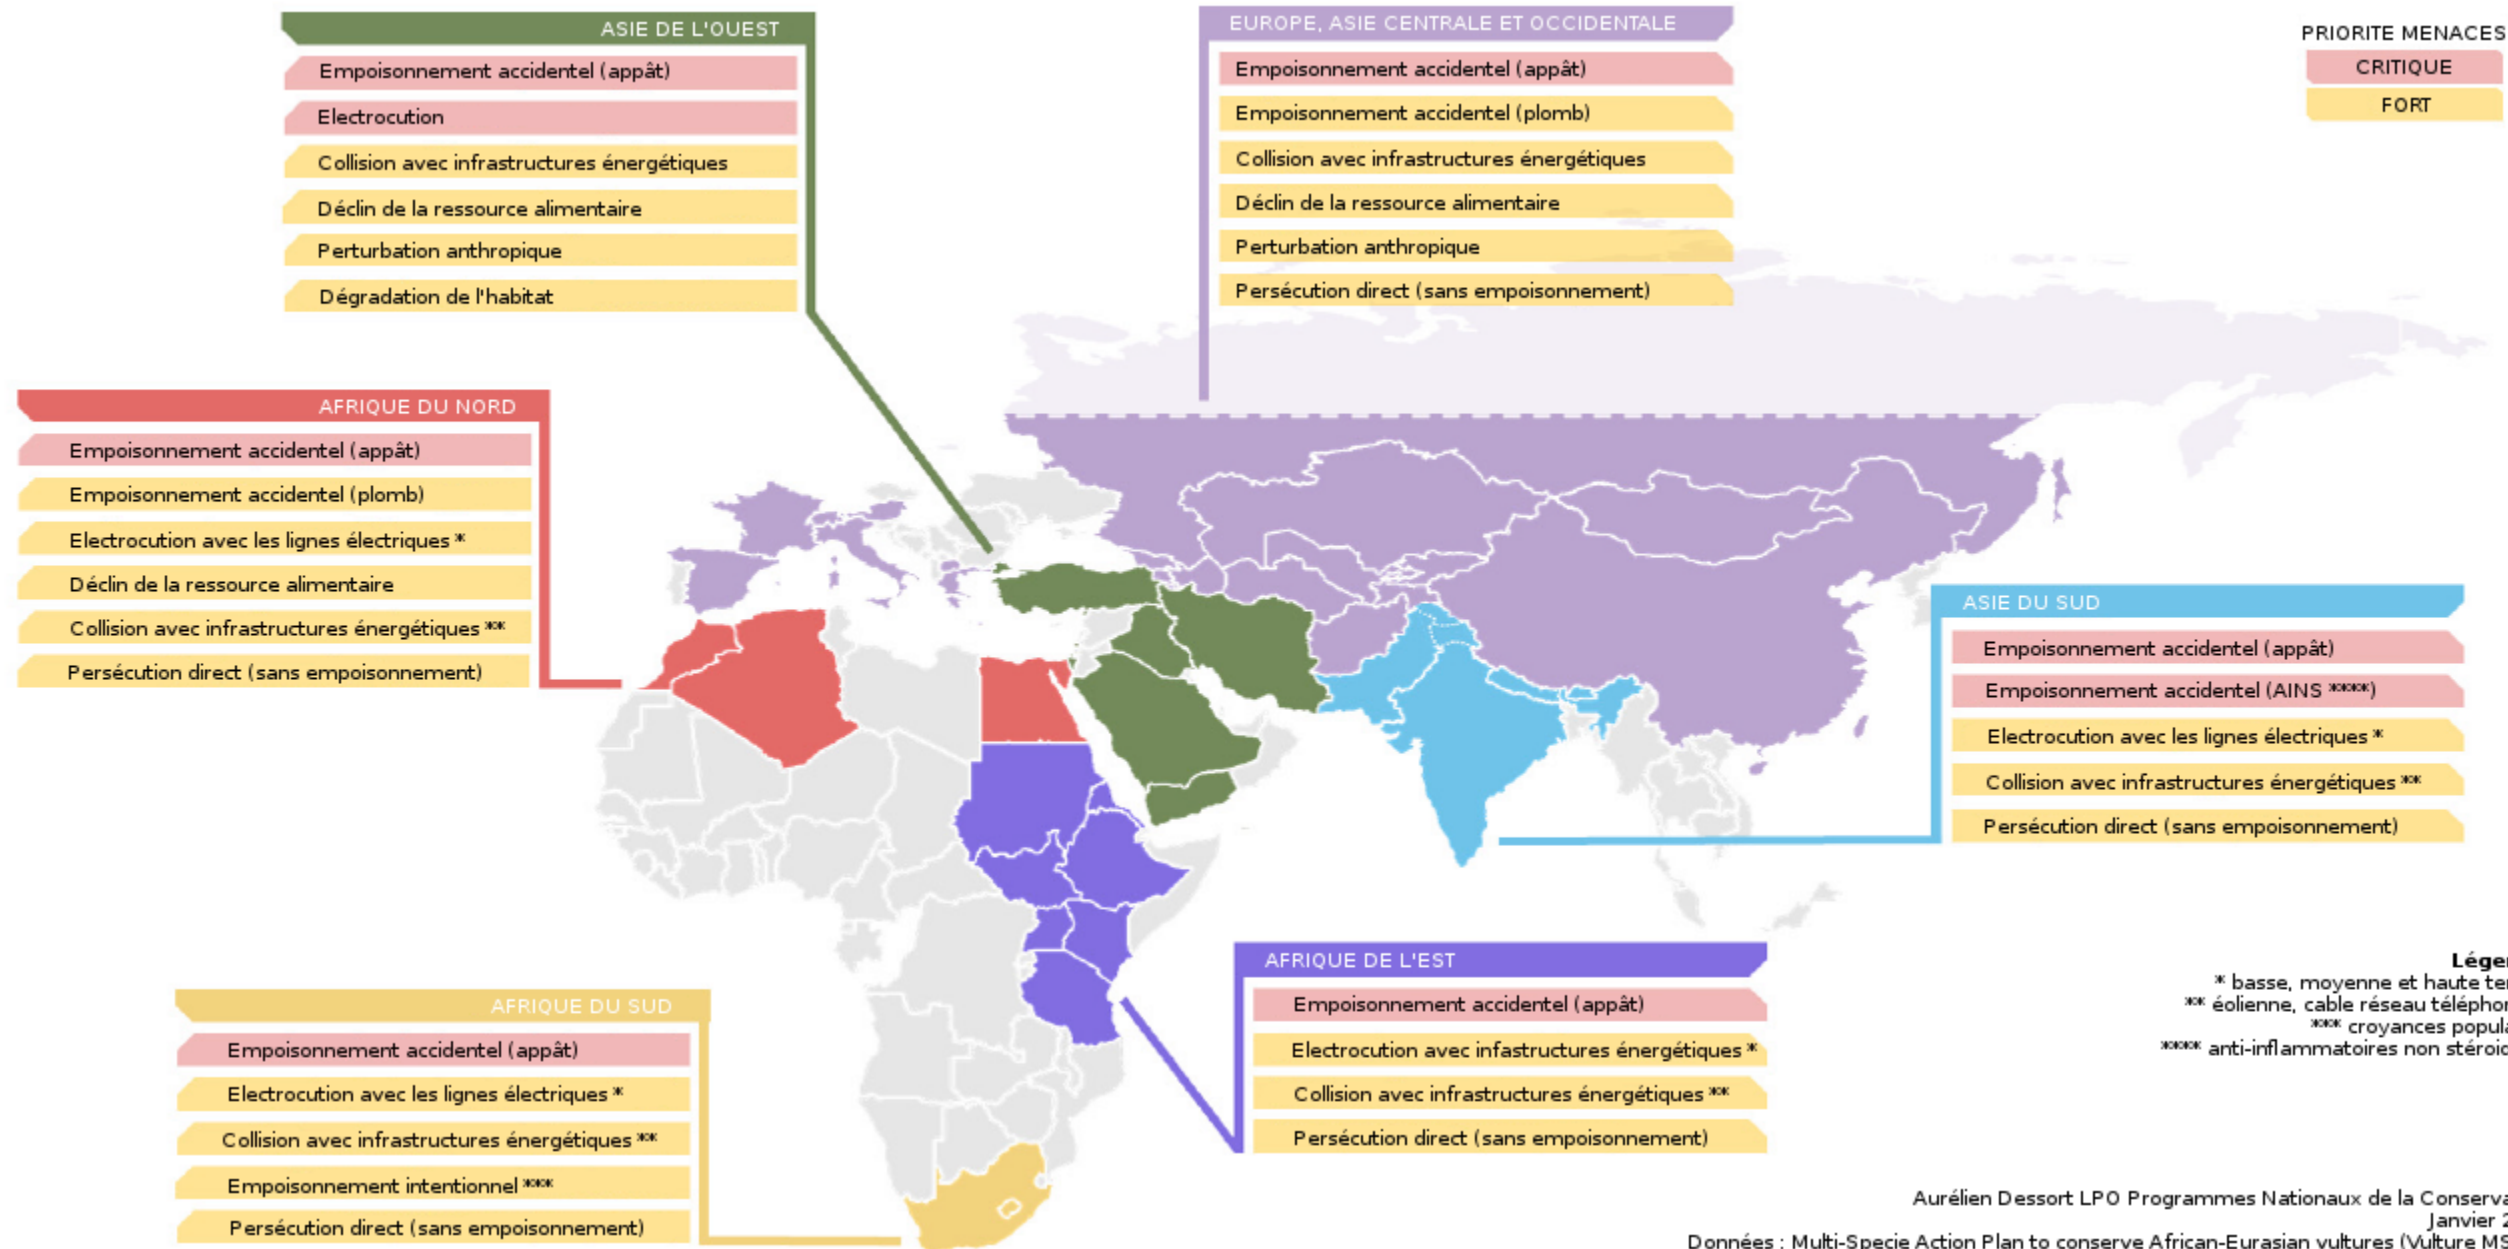 ASIE DE L'OUEST
Empoisonnement accidentel (appât)
Electrocution
Collision avec infrastructures énergétiques
Déclin de la ressource alimentaire
Perturbation anthropique
Dégradation de l'habitat
EUROPE, ASIE CENTRALE ET OCCIDENTALE
Empoisonnement accidentel (appât)
Empoisonnement accidentel (plomb)
Collision avec infrastructures énergétiques
Déclin de la ressource alimentaire
Perturbation anthropique
Persécution direct (sans empoisonnement)
PRIORITE MENACES
CRITIQUE
FORT
AFRIQUE DU NORD
Empoisonnement accidentel (appât)
Empoisonnement accidentel (plomb)
Electrocution avec les lignes électriques *
Déclin de la ressource alimentaire
Collision avec infrastructures énergétiques **
Persécution direct (sans empoisonnement)
ASIE DU SUD
Empoisonnement accidentel (appât)
Empoisonnement accidentel (AINS ****)
Electrocution avec les lignes électriques *
Collision avec infrastructures énergétiques **
Persécution direct (sans empoisonnement)
AFRIQUE DE L'EST
Empoisonnement accidentel (appât)
Electrocution avec infastructures énergétiques *
Collision avec infrastructures énergétiques **
Persécution direct (sans empoisonnement)
AFRIQUE DU SUD
Empoisonnement accidentel (appât)
Electrocution avec les lignes électriques *
Collision avec infrastructures énergétiques **
Empoisonnement intentionnel ***
Persécution direct (sans empoisonnement)
* basse, moyenne et haute
** éolienne, cable réseau
*** croyances
**** anti-inflammatoires non
Aurélien Dessort LPO Programmes Nationaux de la
Janvier
Données : Multi-Specie Action Plan to conserve African-Eurasian vultures (Vulture